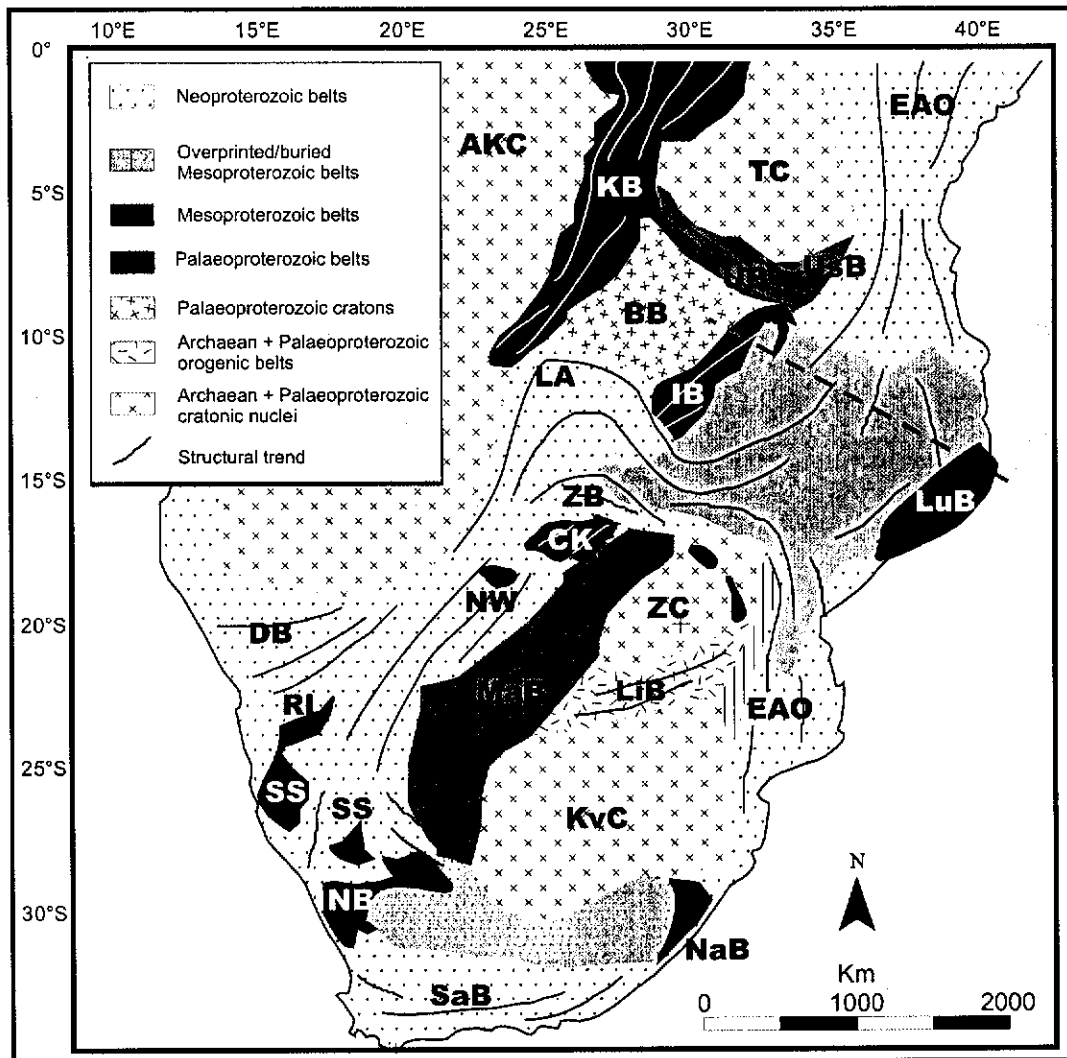 10°E 15°E 20°E 25°E 30°E 35°E 40°E
0°
5°S
10°S
15°S
20°S
25°S
30°S
Neoproterozoic belts
Overprinted/buried
Mesoproterozoic belts
Mesoproterozoic belts
Palaeoproterozoic belts
Palaeoproterozoic cratons
Archaean + Palaeoproterozoic
orogenic belts
Archaean + Palaeoproterozoic
cratonic nuclei
Structural trend
EAO
AKC
TC
KB
UsB
BB
LA
IB
ZB
LuB
CK
NW
ZC
DB
MaB
LiB
EAO
SS
SS
KvC
NB
NaB
SaB
N
Km
0 1000 2000